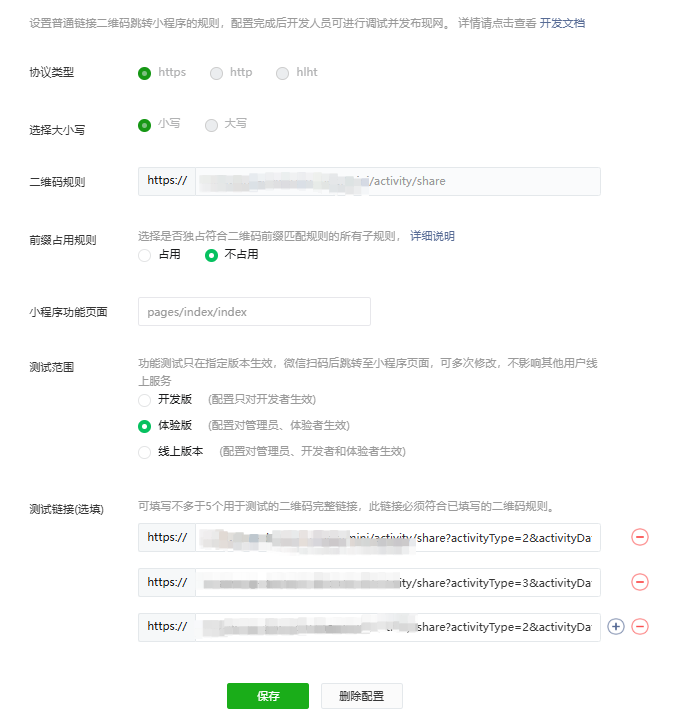 设置普通链接二维码跳转小程序的规则，配置完成后开发人员可进行调试并发布现网。 详情请点击查看 开发文档
协议类型 https http hlht
选择大小写 小写 大写
二维码规则 https:// /activity/share
前缀占用规则 选择是否独占符合二维码前缀匹配规则的所有子规则， 详细说明
占用 不占用
小程序功能页面 pages/index/index
测试范围 功能测试只在指定版本生效，微信扫码后跳转至小程序页面，可多次修改，不影响其他用户线
上服务
开发版 (配置只对开发者生效)
体验版 (配置对管理员、体验者生效)
线上版本 (配置对管理员、开发者和体验者生效)
测试链接(选填) 可填写不多于5个用于测试的二维码完整链接，此链接必须符合已填写的二维码规则。
https:// /activity/share?activityType=2&activityDa
https:// /share?activityType=3&activityDa
https:// /share?activityType=2&activityDa
保存 删除配置